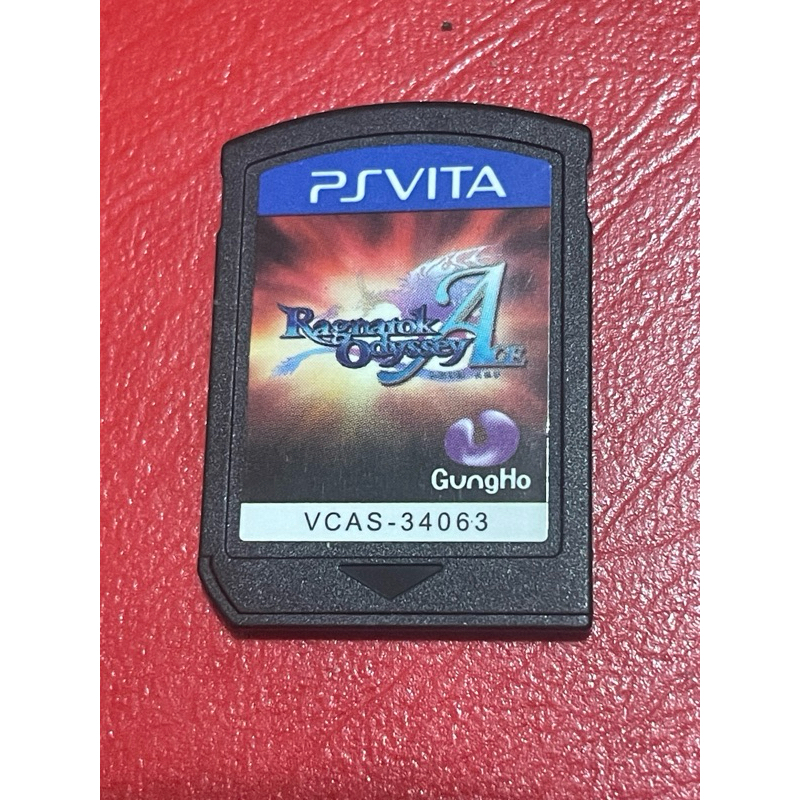 PSVITA
Ragnarok
Odyssey ACE
GungHo
VCAS-34063